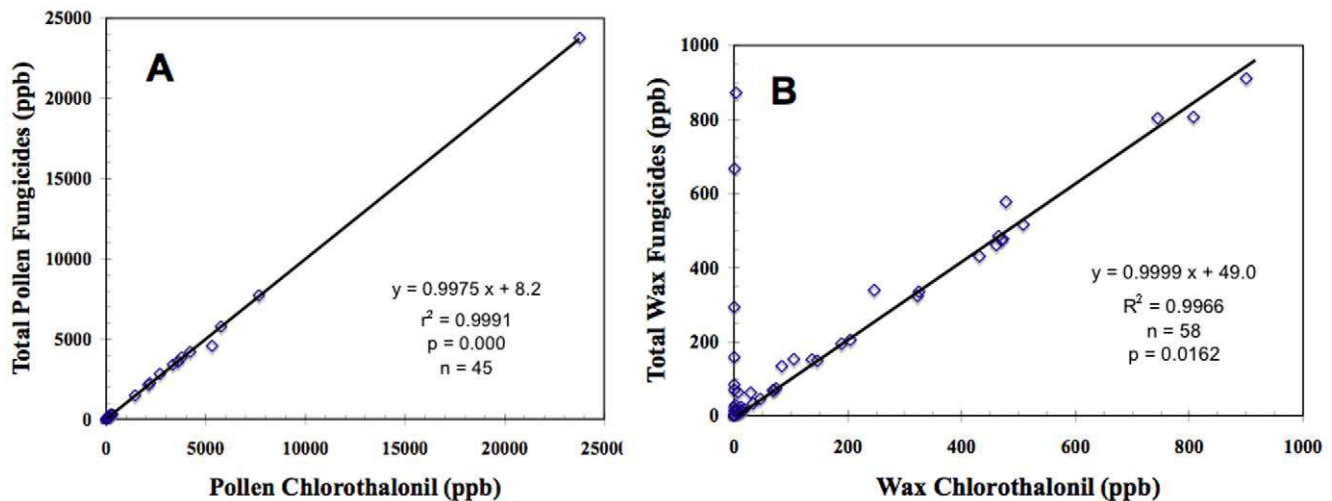 A
Total Pollen Fungicides (ppb)
25000
20000
15000
10000
5000
0
y = 0.9975 x + 8.2
r² = 0.9991
p = 0.000
n = 45
0 5000 10000 15000 20000 25000
Pollen Chlorothalonil (ppb)
B
Total Wax Fungicides (ppb)
1000
800
600
400
200
0
y = 0.9999 x + 49.0
R² = 0.9966
n = 58
p = 0.0162
0 200 400 600 800 1000
Wax Chlorothalonil (ppb)